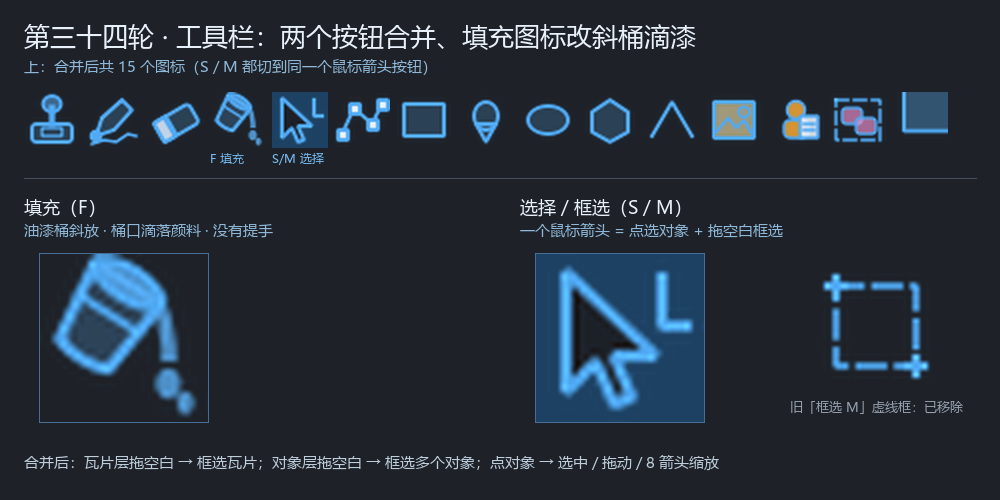 第三十四轮 · 工具栏：两个按钮合并、填充图标改斜桶滴漆
上：合并后共 15 个图标（S / M 都切到同一个鼠标箭头按钮）
F 填充
S/M 选择
填充（F）
油漆桶斜放 · 桶口滴落颜料 · 没有提手
选择 / 框选（S / M）
一个鼠标箭头 = 点选对象 + 拖空白框选
旧「框选 M」虚线框：已移除
合并后：瓦片层拖空白 → 框选瓦片；对象层拖空白 → 框选多个对象；点对象 → 选中 / 拖动 / 8 箭头缩放